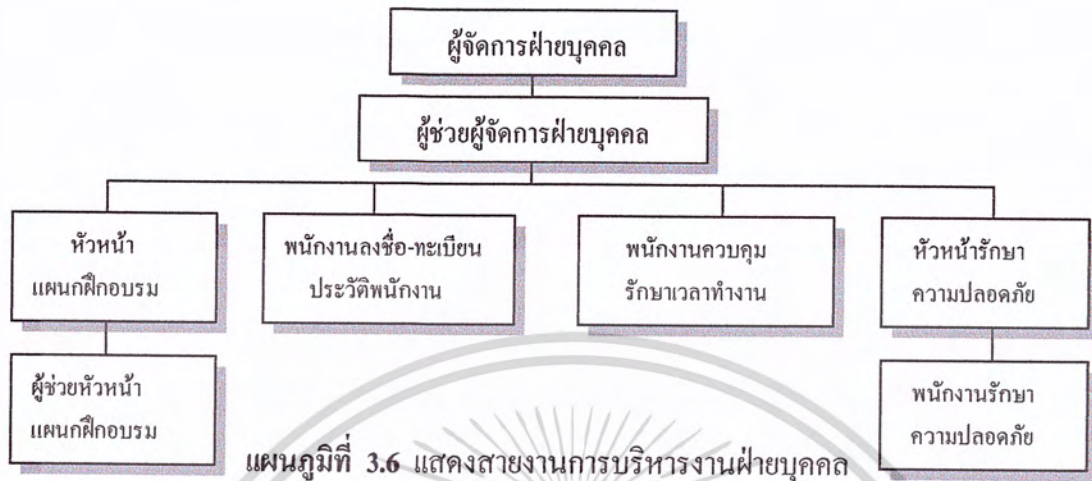 ผู้จัดการฝ่ายบุคคล
ผู้ช่วยผู้จัดการฝ่ายบุคคล
หัวหน้า
แผนกฝึกอบรม
พนักงานลงชื่อ-ทะเบียน
ประวัติพนักงาน
พนักงานควบคุม
รักษาเวลาทำงาน
หัวหน้ารักษา
ความปลอดภัย
ผู้ช่วยหัวหน้า
แผนกฝึกอบรม
พนักงานรักษา
ความปลอดภัย
แผนภูมิที่ 3.6 แสดงสายงานการบริหารงานฝ่ายบุคคล